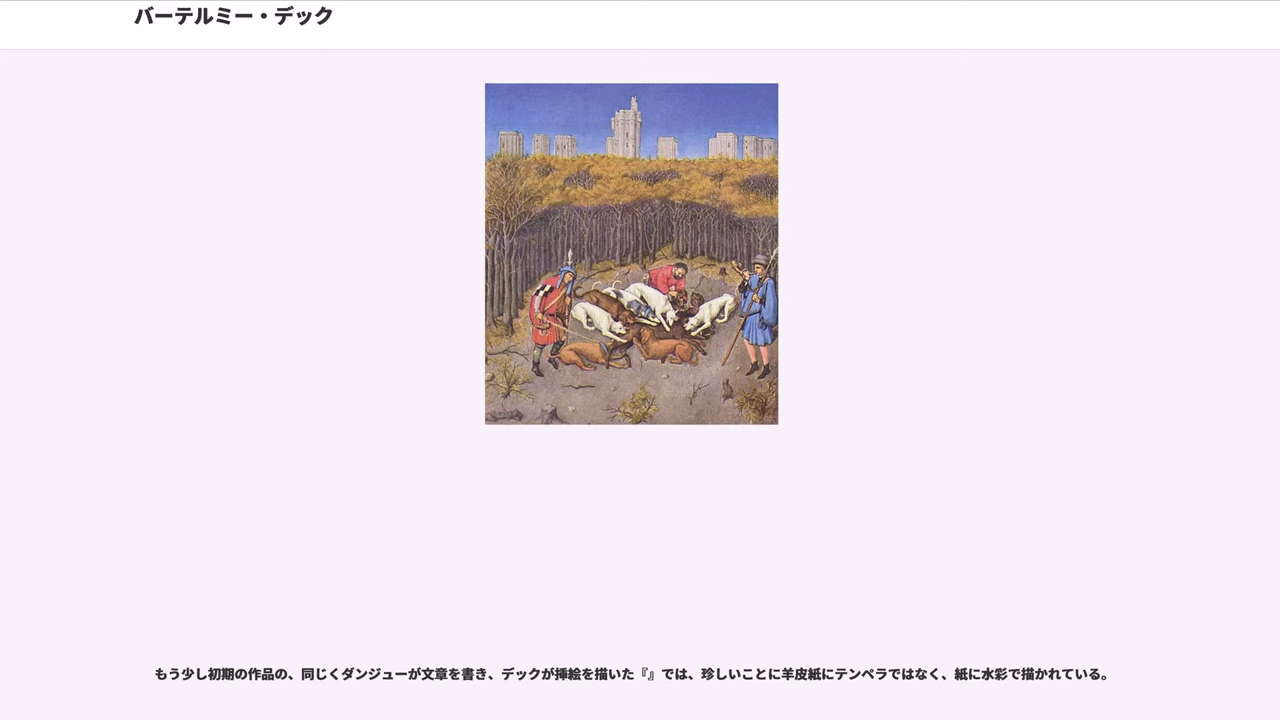 バーテルミー・デック
もう少し初期の作品の、同じくダンジューが文章を書き、デックが挿絵を描いた『』では、珍しいことに羊皮紙にテンペラではなく、紙に水彩で描かれている。